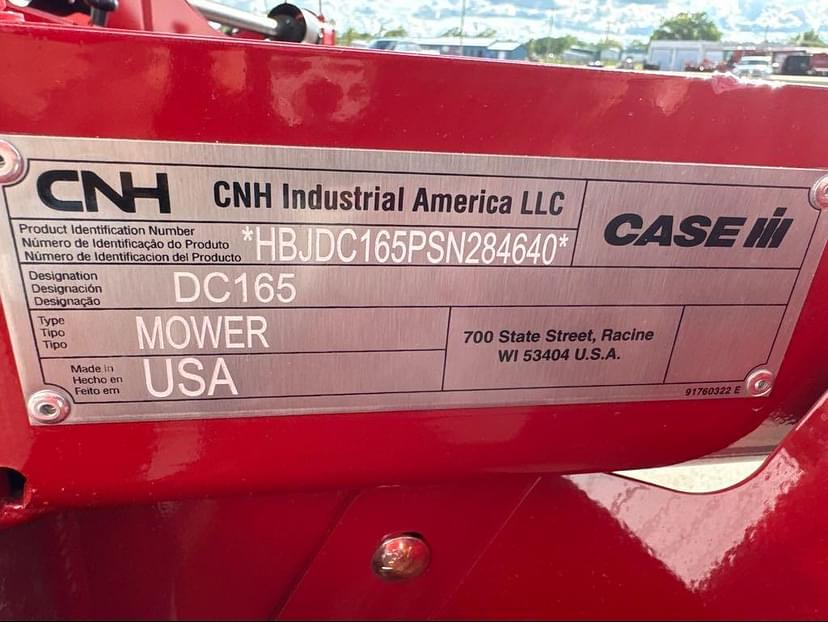 CNH CNH Industrial America LLC
CASE IH
Product Identification Number
Número de Identificação do Produto
Número de Identificacion del Producto
*HBJDC165PSN284640*
Designation
Designación
Designação
DC165
Type
Tipo
Tipo
MOWER
700 State Street, Racine
WI 53404 U.S.A.
Made in
Hecho en
Feito em
USA
91760322 E